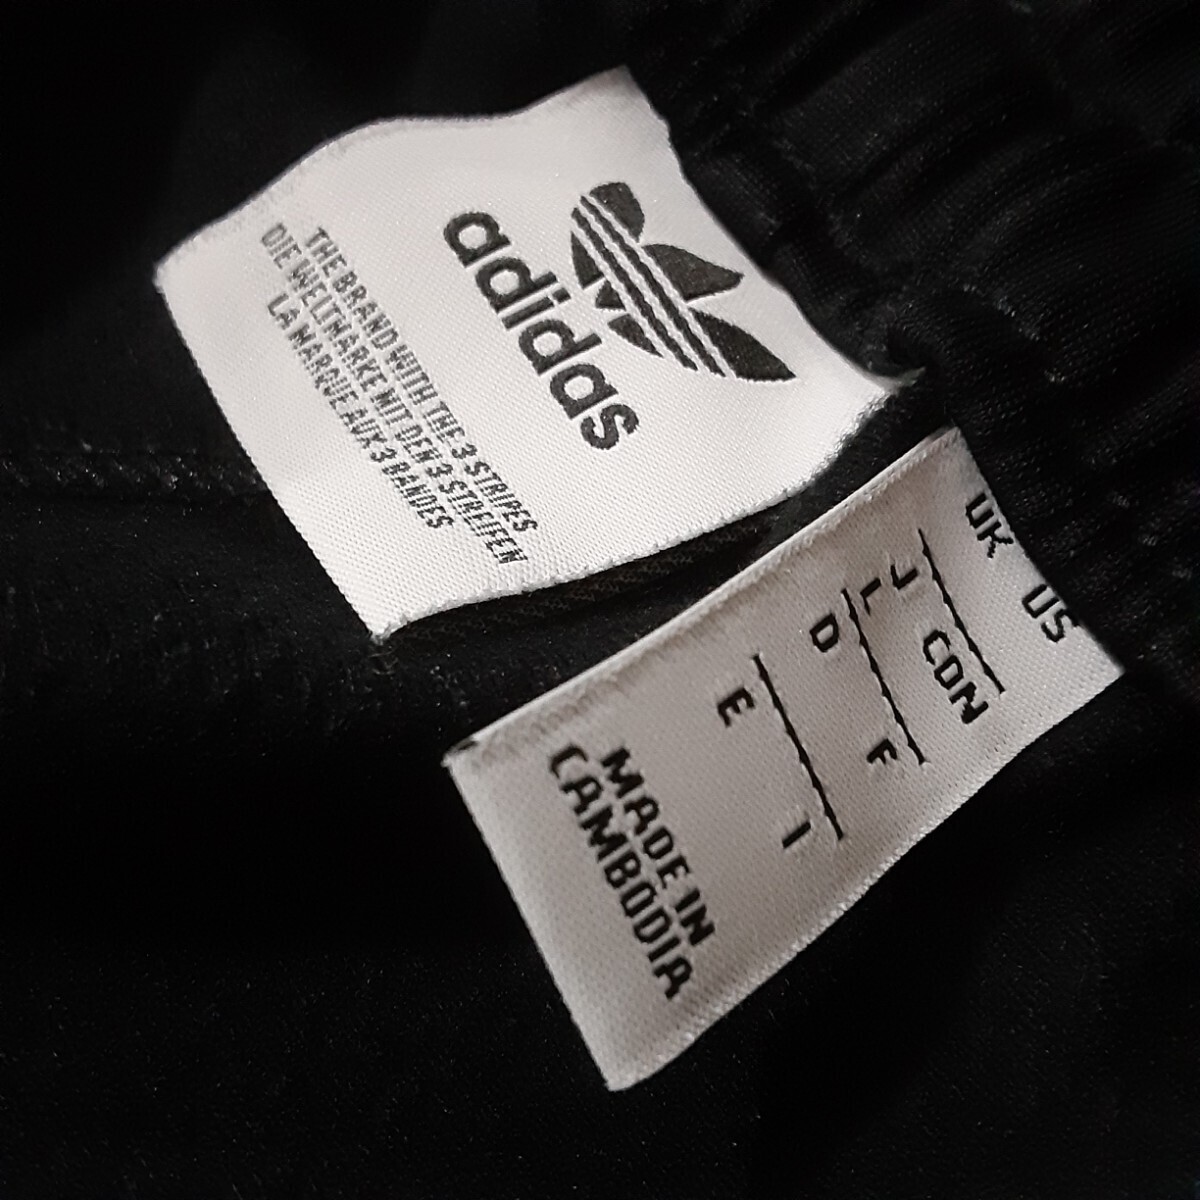 adidas
THE BRAND WITH THE 3 STRIPES
DIE WELTMARKE MIT DEN 3 STREIFEN
LA MARQUE AUX 3 BANDES
UK US
J CDN
L
D F
E I
MADE IN
CAMBODIA